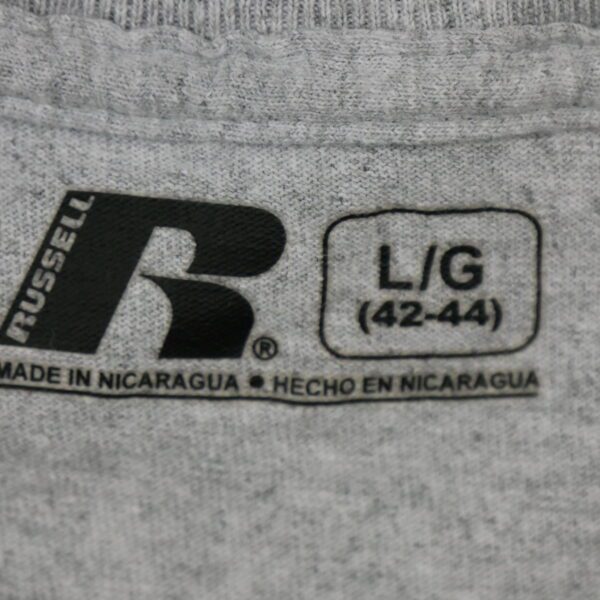 RUSSELL
R®
L/G
(42-44)
MADE IN NICARAGUA • HECHO EN NICARAGUA